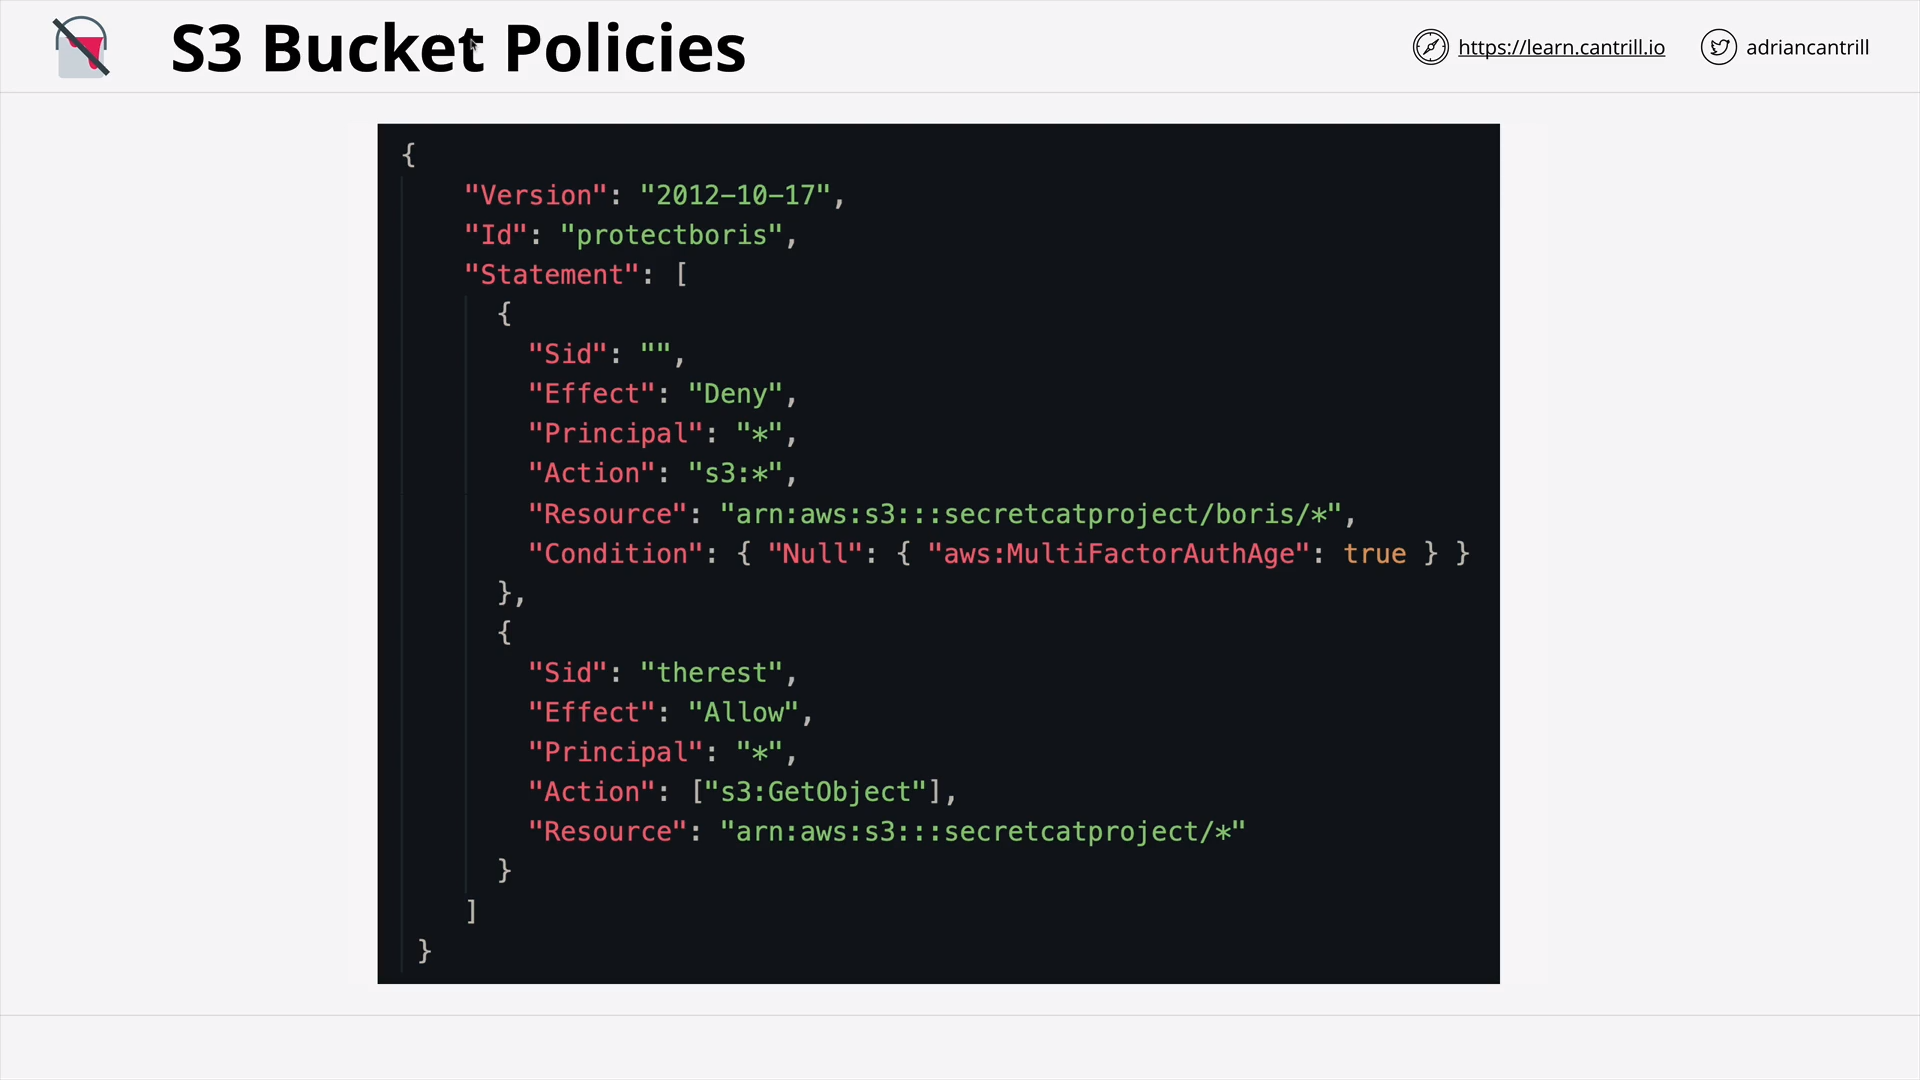 S3 Bucket Policies
https://learn.cantrill.io
adriancantrill
{
"Version": "2012-10-17",
"Id": "protectboris",
"Statement": [
{
"Sid": "",
"Effect": "Deny",
"Principal": "*",
"Action": "s3:*",
"Resource": "arn:aws:s3:::secretcatproject/boris/*",
"Condition": { "Null": { "aws:MultiFactorAuthAge": true } }
},
{
"Sid": "therest",
"Effect": "Allow",
"Principal": "*",
"Action": ["s3:GetObject"],
"Resource": "arn:aws:s3:::secretcatproject/*"
}
]
}